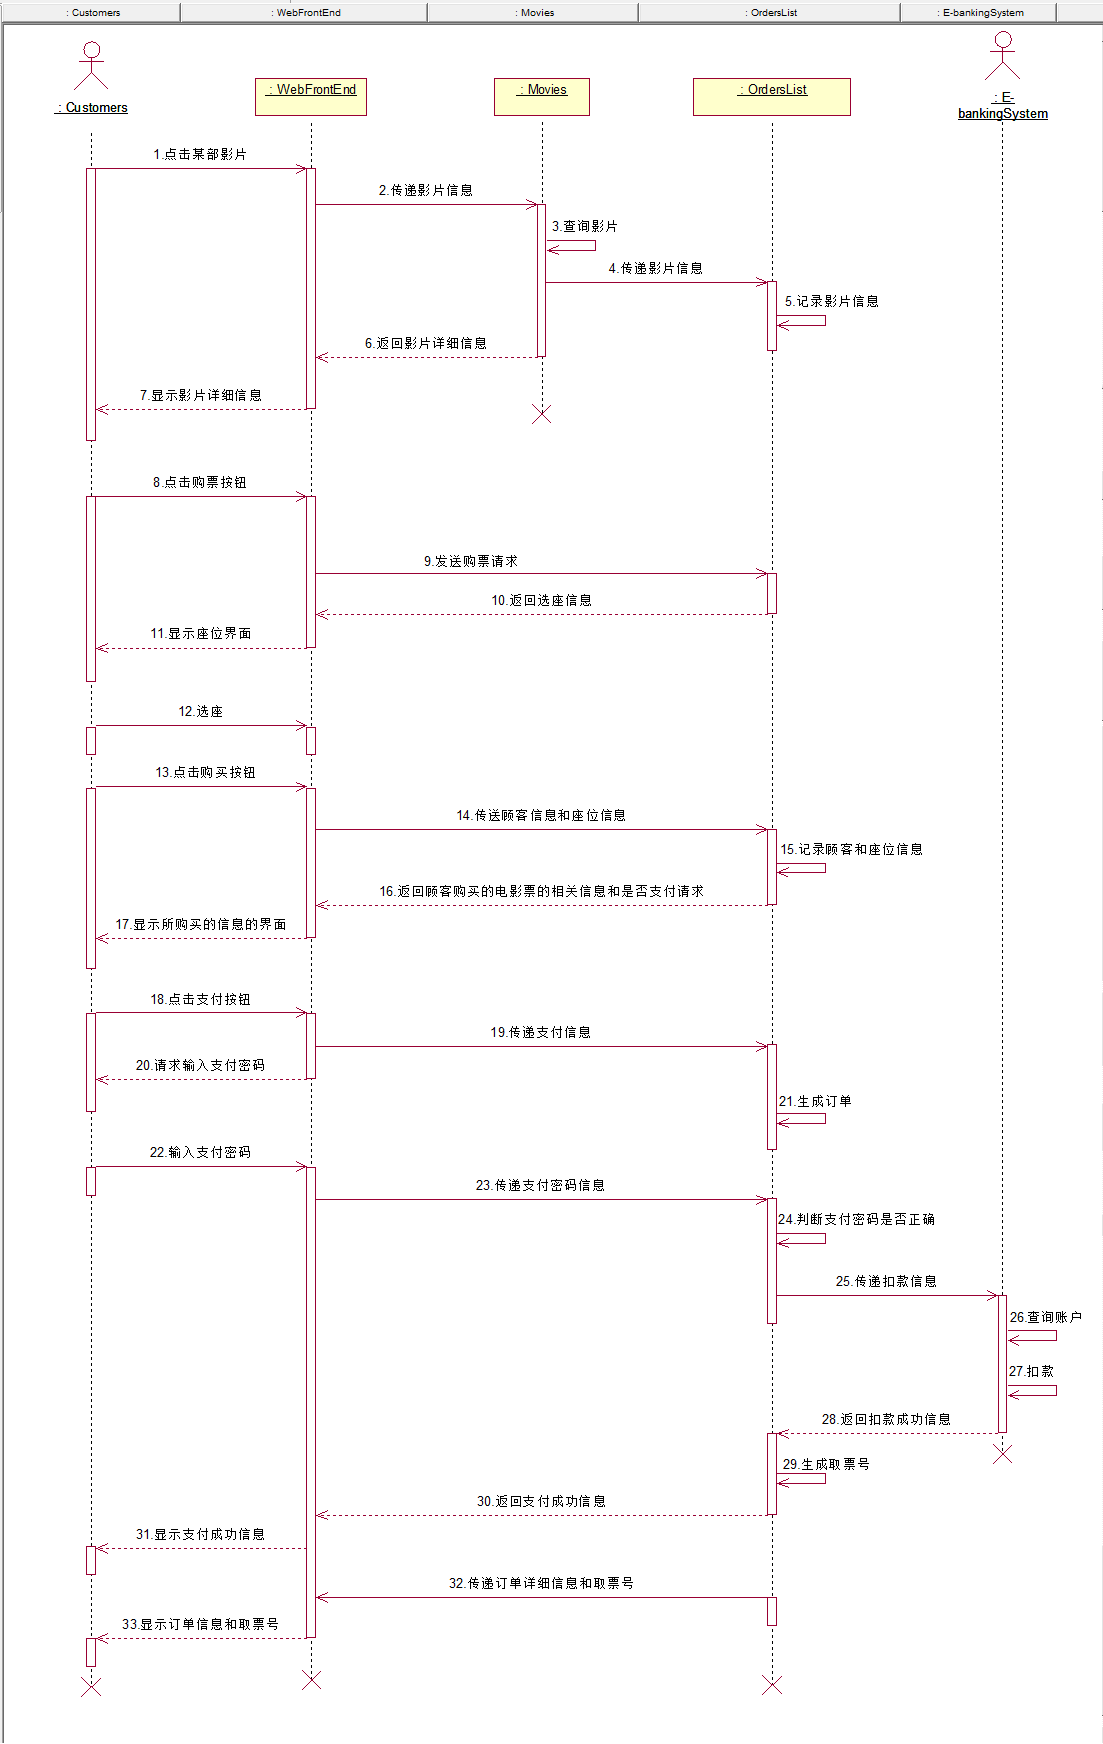 : Customers
: WebFrontEnd
: Movies
: OrdersList
: E-bankingSystem
: Customers
: WebFrontEnd
: Movies
: OrdersList
: E-
bankingSystem
1.点击某部影片
2.传递影片信息
3.查询影片
4.传递影片信息
5.记录影片信息
6.返回影片详细信息
7.显示影片详细信息
8.点击购票按钮
9.发送购票请求
10.返回选座信息
11.显示座位界面
12.选座
13.点击购买按钮
14.传送顾客信息和座位信息
15.记录顾客和座位信息
16.返回顾客购买的电影票的相关信息和是否支付请求
17.显示所购买的信息的界面
18.点击支付按钮
19.传递支付信息
20.请求输入支付密码
21.生成订单
22.输入支付密码
23.传递支付密码信息
24.判断支付密码是否正确
25.传递扣款信息
26.查询账户
27.扣款
28.返回扣款成功信息
29.生成取票号
30.返回支付成功信息
31.显示支付成功信息
32.传递订单详细信息和取票号
33.显示订单信息和取票号